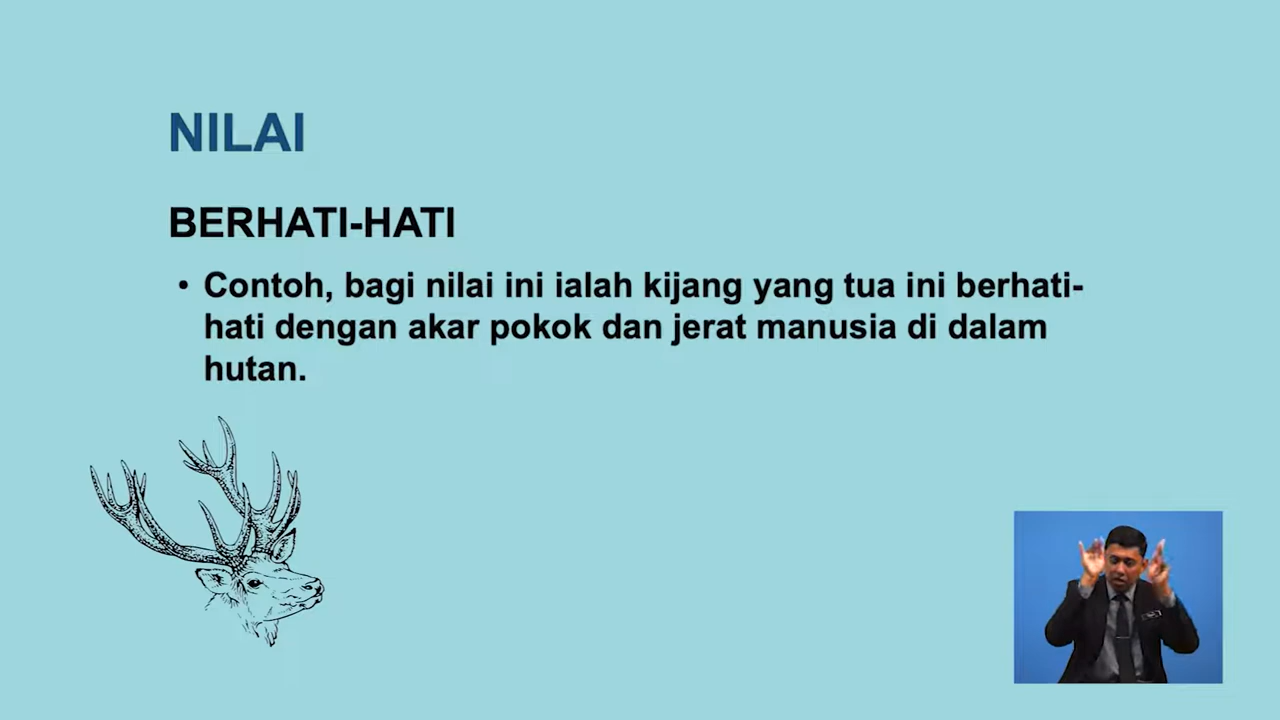 NILAI
BERHATI-HATI
• Contoh, bagi nilai ini ialah kijang yang tua ini berhati-
hati dengan akar pokok dan jerat manusia di dalam
hutan.